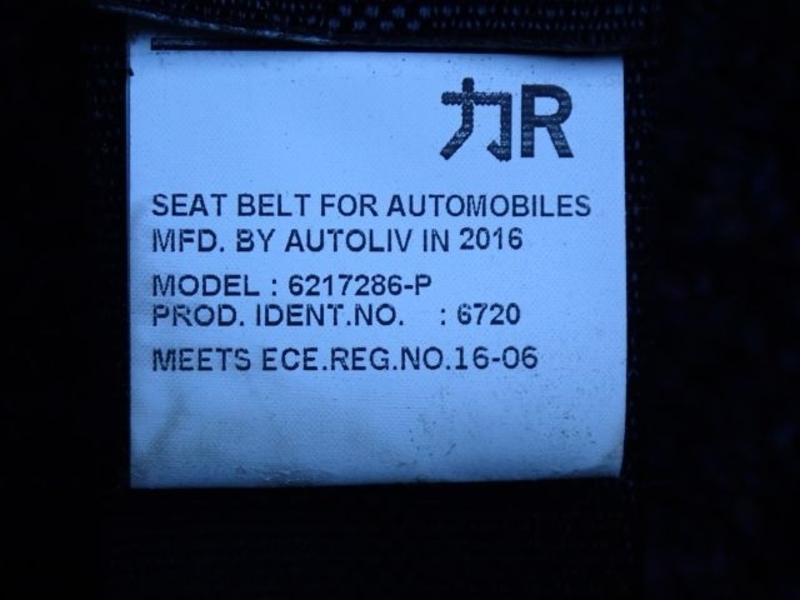 力R
SEAT BELT FOR AUTOMOBILES
MFD. BY AUTOLIV IN 2016
MODEL : 6217286-P
PROD. IDENT.NO. : 6720
MEETS ECE.REG.NO.16-06